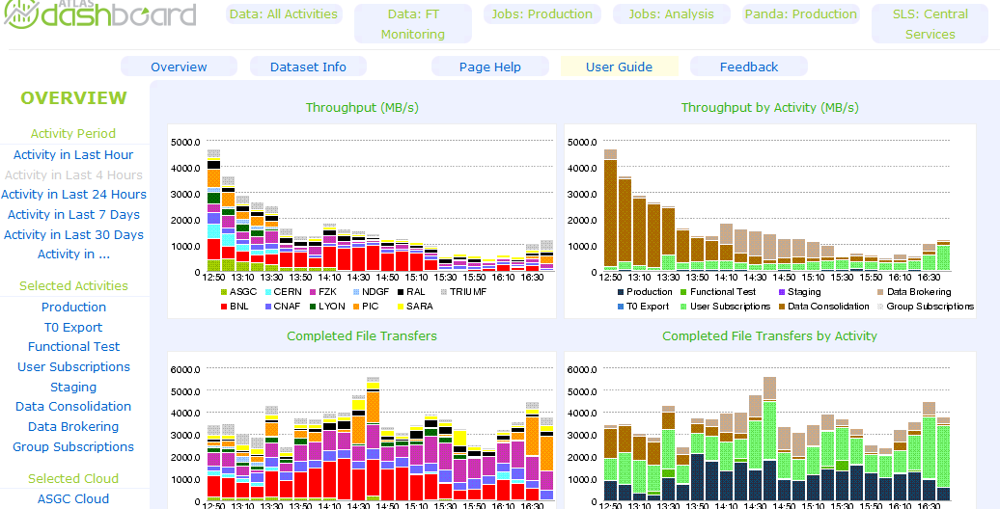 ATLAS
dashboard
Data: All Activities
Data: FT
Monitoring
Jobs: Production
Jobs: Analysis
Panda: Production
SLS: Central
Services
Overview
Dataset Info
Page Help
User Guide
Feedback
OVERVIEW
Activity Period
Activity in Last Hour
Activity in Last 4 Hours
Activity in Last 24 Hours
Activity in Last 7 Days
Activity in Last 30 Days
Activity in ...
Selected Activities
Production
T0 Export
Functional Test
User Subscriptions
Staging
Data Consolidation
Data Brokering
Group Subscriptions
Selected Cloud
ASGC Cloud
Throughput (MB/s)
5000.0
4000.0
3000.0
2000.0
1000.0
0
12:50 13:10 13:30 13:50 14:10 14:30 14:50 15:10 15:30 15:50 16:10 16:30
ASGC CERN FZK NDGF RAL TRIUMF
BNL CNAF LYON PIC SARA
Throughput by Activity (MB/s)
5000.0
4000.0
3000.0
2000.0
1000.0
0
12:50 13:10 13:30 13:50 14:10 14:30 14:50 15:10 15:30 15:50 16:10 16:30
Production Functional Test Staging Data Brokering
T0 Export User Subscriptions Data Consolidation Group Subscriptions
Completed File Transfers
6000.0
5000.0
4000.0
3000.0
2000.0
1000.0
0
12:50 13:10 13:30 13:50 14:10 14:30 14:50 15:10 15:30 15:50 16:10 16:30
Completed File Transfers by Activity
6000.0
5000.0
4000.0
3000.0
2000.0
1000.0
0
12:50 13:10 13:30 13:50 14:10 14:30 14:50 15:10 15:30 15:50 16:10 16:30